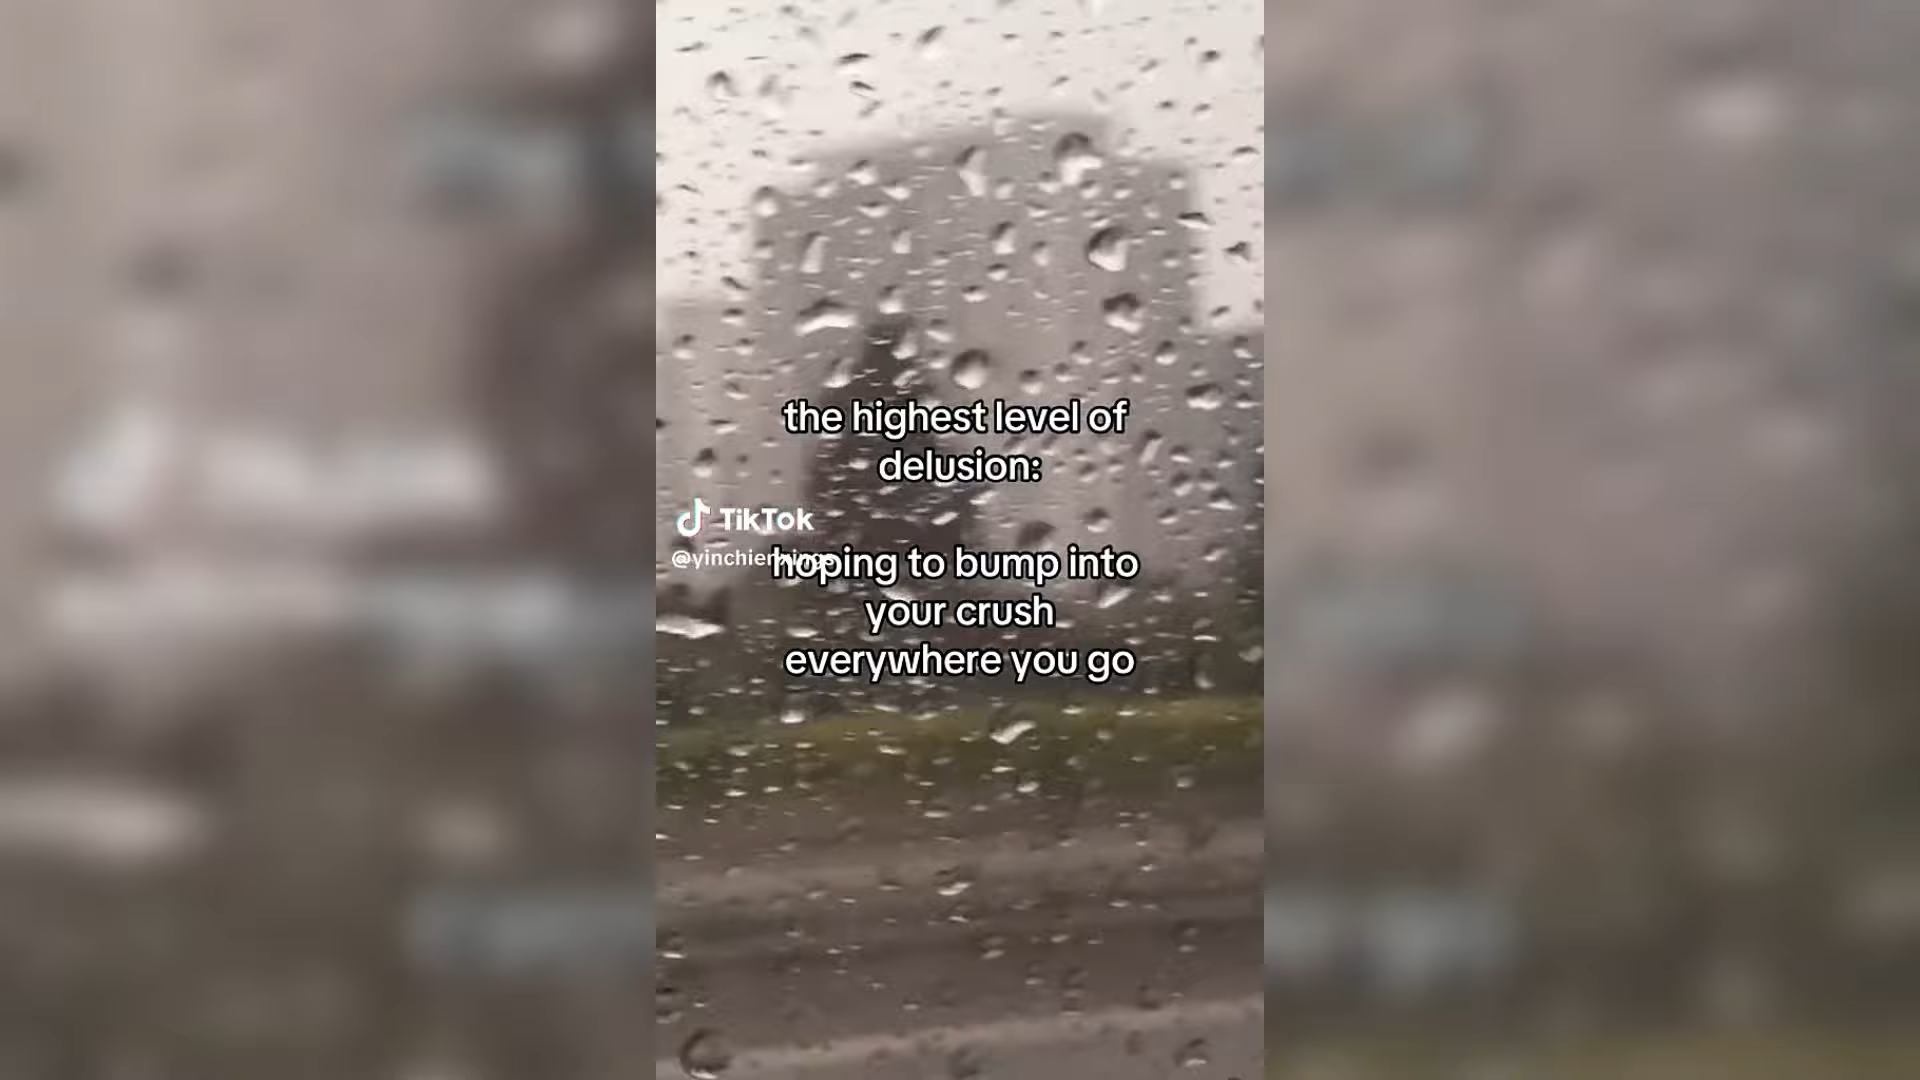 the highest level of
delusion:
TikTok
hoping to bump into
your crush
everywhere you go